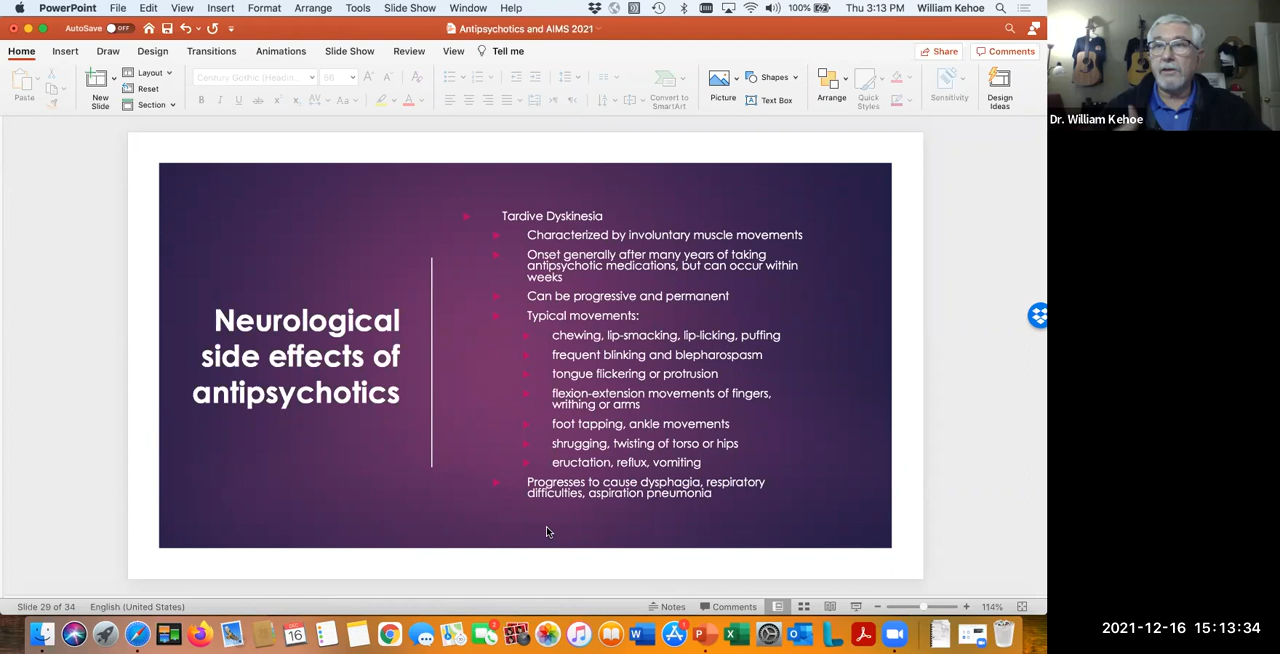 PowerPoint File Edit View Insert Format Arrange Tools Slide Show Window Help 100% Thu 3:13 PM William Kehoe
AutoSave OFF Antipsychotics and AIMS 2021
Home Insert Draw Design Transitions Animations Slide Show Review View Tell me Share Comments
Paste
New Slide
Layout
Reset
Section
Century Gothic (Headin... 56
Convert to SmartArt
Picture
Shapes
Text Box
Arrange
Quick Styles
Sensitivity
Design Ideas
Dr. William Kehoe
Neurological
side effects of
antipsychotics
Tardive Dyskinesia
Characterized by involuntary muscle movements
Onset generally after many years of taking
antipsychotic medications, but can occur within
weeks
Can be progressive and permanent
Typical movements:
chewing, lip-smacking, lip-licking, puffing
frequent blinking and blepharospasm
tongue flickering or protrusion
flexion-extension movements of fingers,
writhing or arms
foot tapping, ankle movements
shrugging, twisting of torso or hips
eructation, reflux, vomiting
Progresses to cause dysphagia, respiratory
difficulties, aspiration pneumonia
Slide 29 of 34 English (United States) Notes Comments 114%
16
2021-12-16 15:13:34